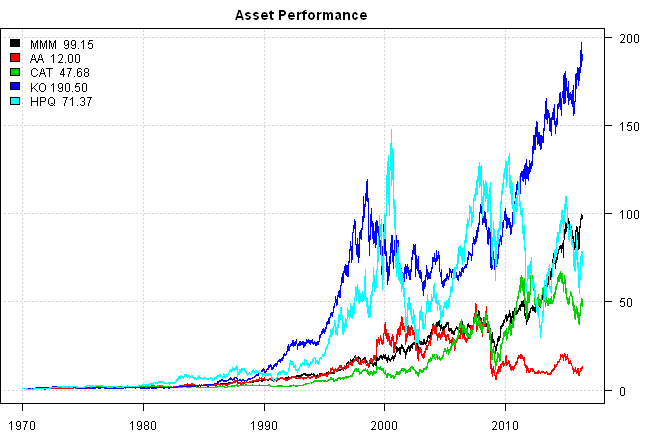 Asset Performance
MMM 99.15
AA 12.00
CAT 47.68
KO 190.50
HPQ 71.37
200
150
100
50
0
1970 1980 1990 2000 2010